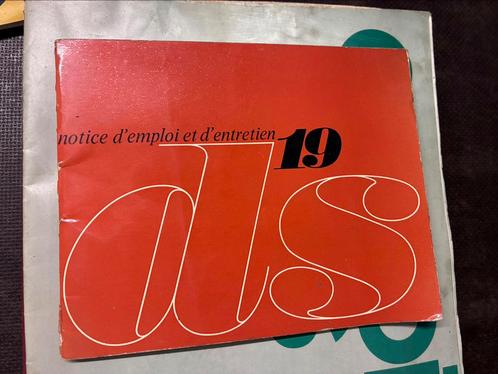 notice d'emploi et d'entretien 19
ds